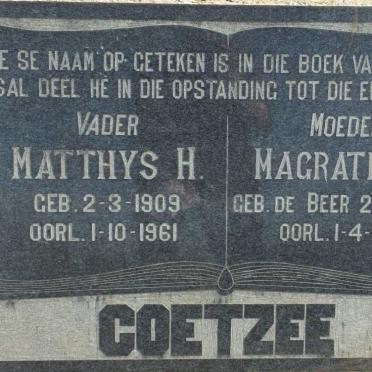 E SE NAAM OP GETEKEN IS IN DIE BOEK VA
SAL DEEL HÊ IN DIE OPSTANDING TOT DIE E
VADER
MATTHYS H.
GEB. 2-3-1909
OORL. 1-10-1961
MOEDE
MAGRAT
GEB. DE BEER 2
OORL. 1-4-
COETZEE